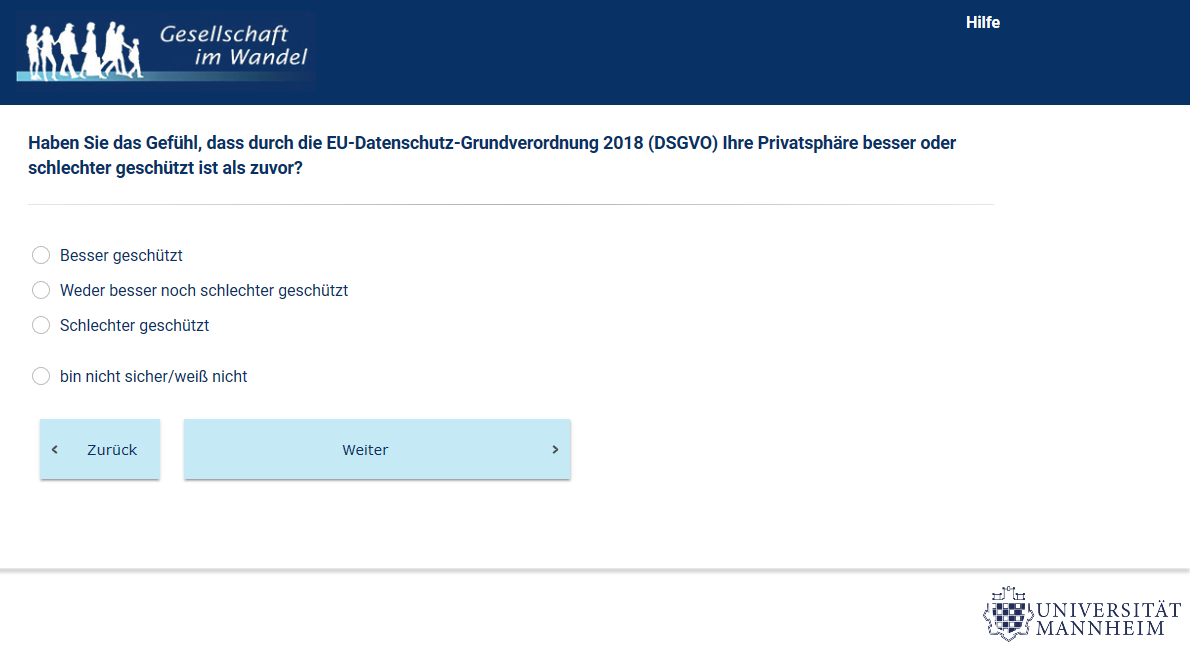 Gesellschaft
im Wandel
Hilfe
Haben Sie das Gefühl, dass durch die EU-Datenschutz-Grundverordnung 2018 (DSGVO) Ihre Privatsphäre besser oder
schlechter geschützt ist als zuvor?
Besser geschützt
Weder besser noch schlechter geschützt
Schlechter geschützt
bin nicht sicher/weiß nicht
Zurück
Weiter
UNIVERSITÄT
MANNHEIM